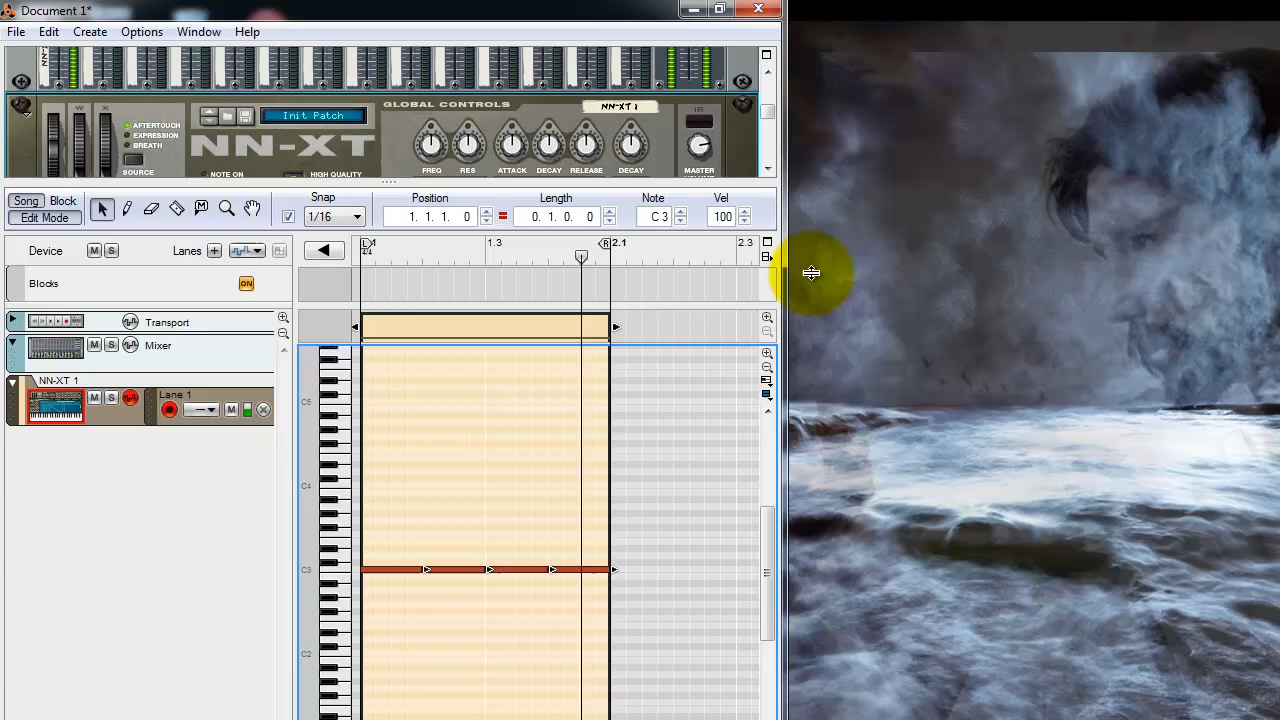 Document 1*
File Edit Create Options Window Help
W X
AFTERTOUCH
EXPRESSION
BREATH
SOURCE
Init Patch
NN-XT
NOTE ON
HIGH QUALITY
GLOBAL CONTROLS
NN-XT 1
FREQ RES ATTACK DECAY RELEASE DECAY
MASTER
Song Block
Edit Mode
Snap
1/16
Position
1. 1. 1. 0
Length
0. 1. 0. 0
Note
C 3
Vel
100
Device M S Lanes
L 1 1.3 R 2.1 2.3
4/4
Blocks ON
Transport
M S Mixer
NN-XT 1
M S Lane 1
M
C5
C4
C3
C2